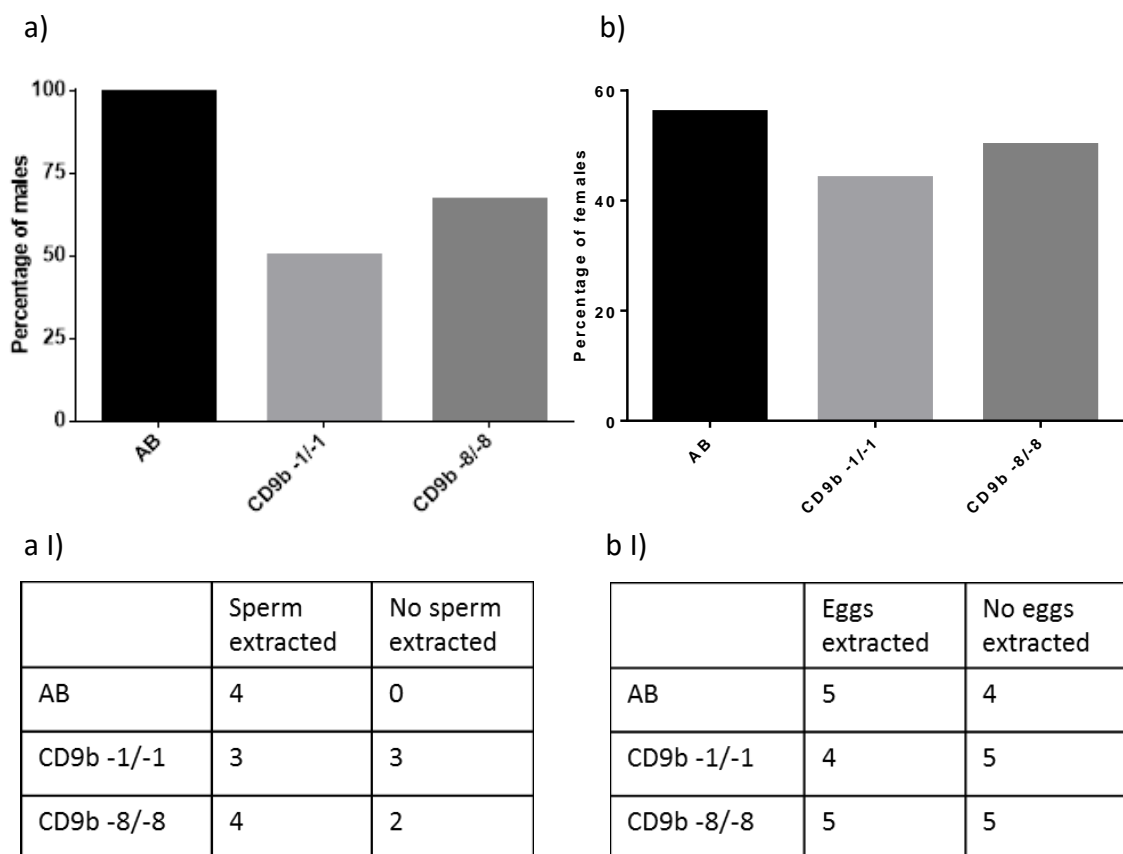 a)
b)
Percentage of males
100
75
50
25
0
AB
CD9b -1/-1
CD9b -8/-8
Percentage of females
60
40
20
0
AB
CD9b -1/-1
CD9b -8/-8
a I)
Sperm extracted
No sperm extracted
AB 4 0
CD9b -1/-1 3 3
CD9b -8/-8 4 2
b I)
Eggs extracted
No eggs extracted
AB 5 4
CD9b -1/-1 4 5
CD9b -8/-8 5 5